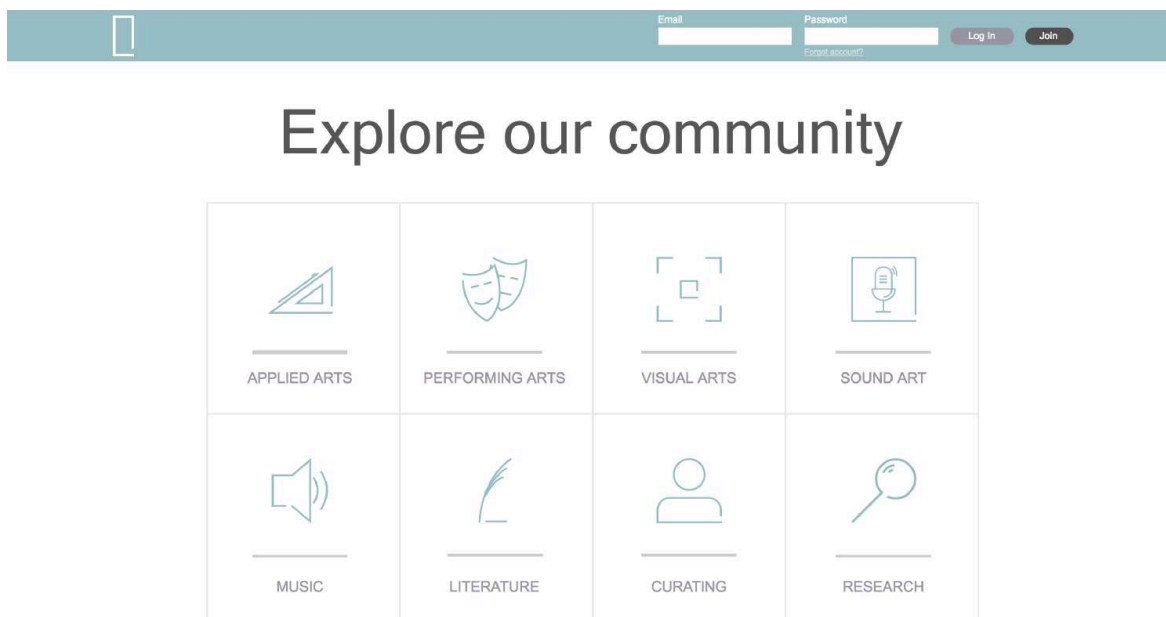 Email Password
Log In Join
Forgot account?
Explore our community
APPLIED ARTS PERFORMING ARTS VISUAL ARTS SOUND ART
MUSIC LITERATURE CURATING RESEARCH